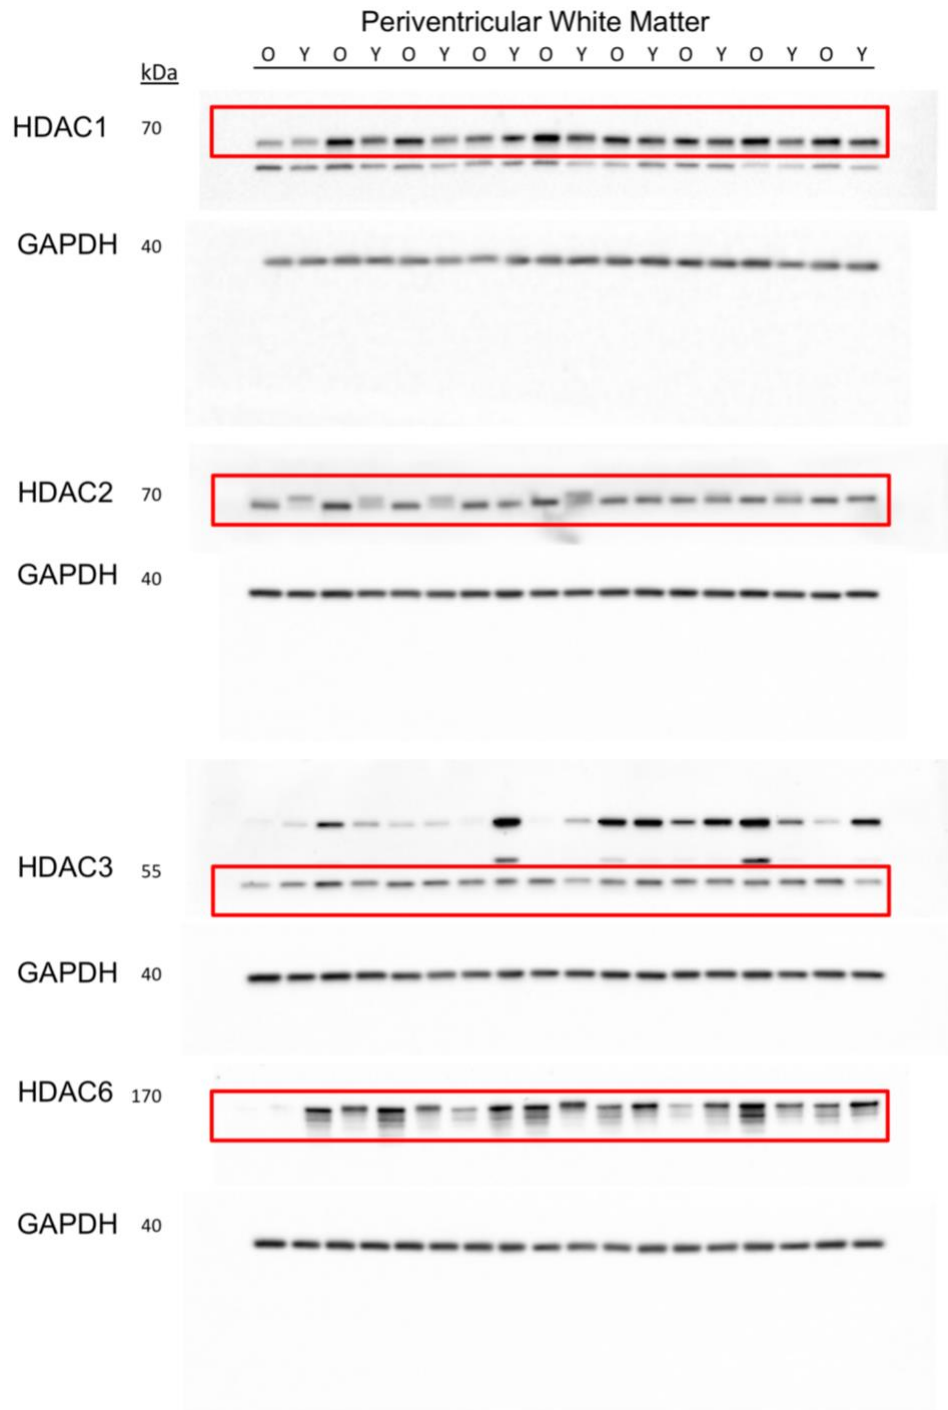 Periventricular White Matter
O Y O Y O Y O Y O Y O Y O Y O Y O Y
kDa
HDAC1 70
GAPDH 40
HDAC2 70
GAPDH 40
HDAC3 55
GAPDH 40
HDAC6 170
GAPDH 40